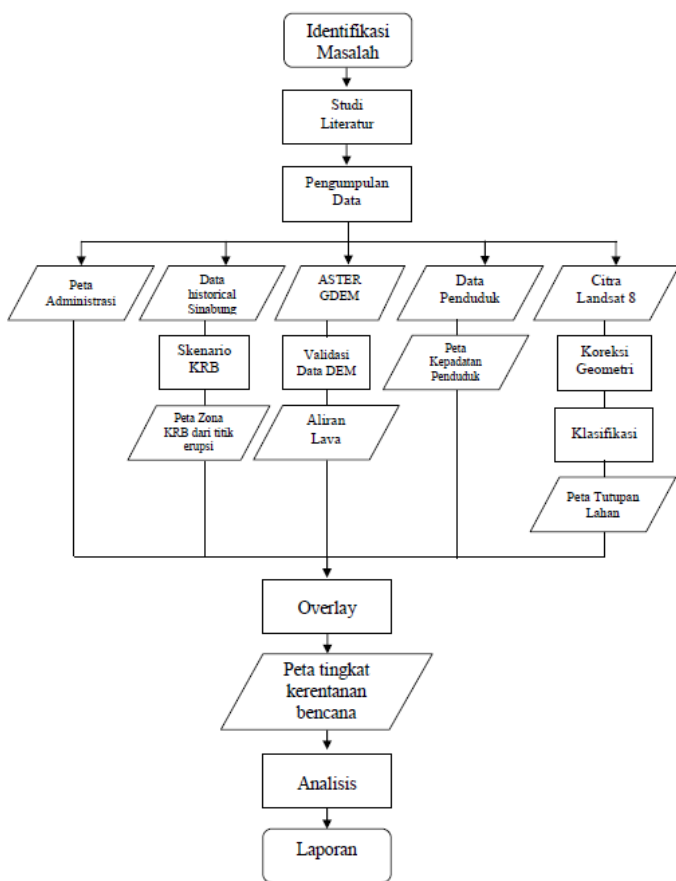 Identifikasi
Masalah
Studi
Literatur
Pengumpulan
Data
Peta
Administrasi
Data
historical
Sinabung
ASTER
GDEM
Data
Penduduk
Citra
Landsat 8
Skenario
KRB
Validasi
Data DEM
Peta
Kepadatan
Penduduk
Koreksi
Geometri
Peta Zona
KRB dari titik
erupsi
Aliran
Lava
Klasifikasi
Peta Tutupan
Lahan
Overlay
Peta tingkat
kerentanan
bencana
Analisis
Laporan